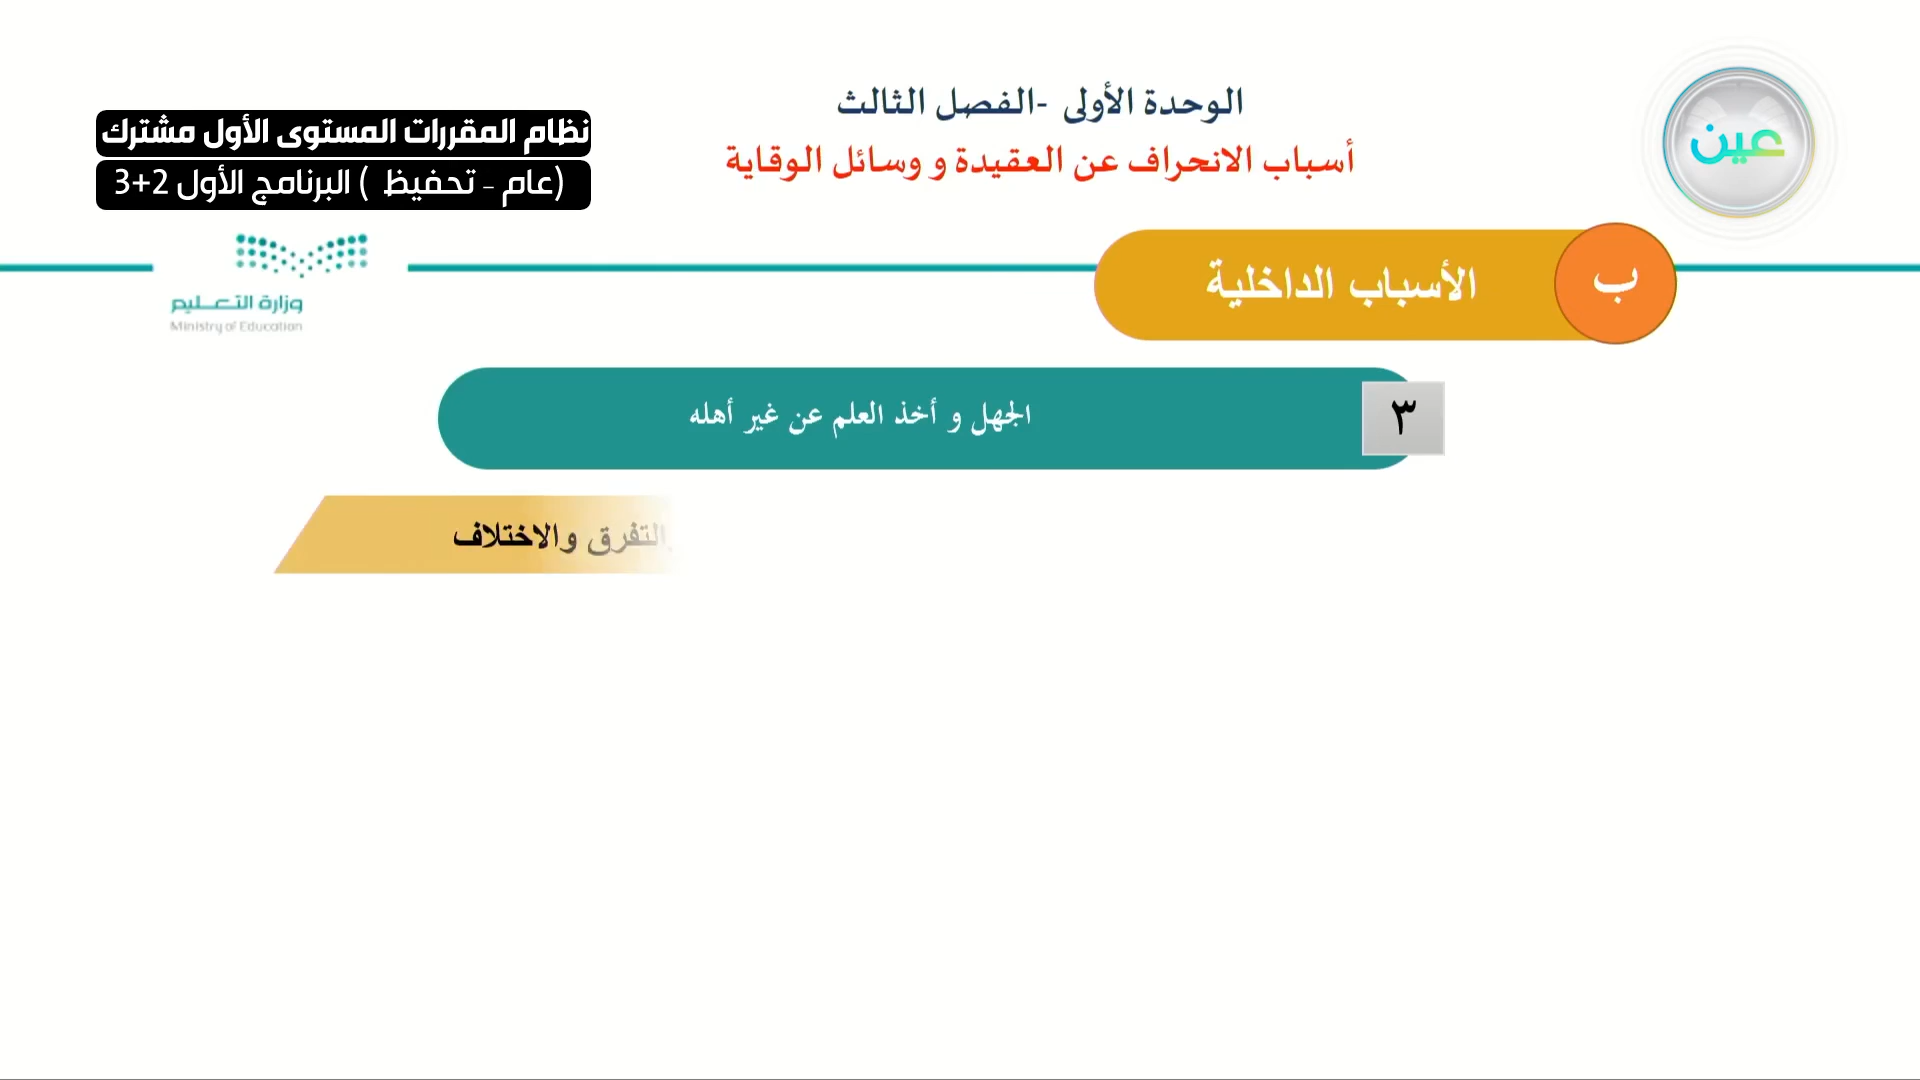 الوحدة الأولى -الفصل الثالث
أسباب الانحراف عن العقيدة و وسائل الوقاية
عين
نظام المقررات المستوى الأول مشترك
(عام - تحفيظ ) البرنامج الأول 2+3
وزارة التعليم
Ministry of Education
ب
الأسباب الداخلية
٣
الجهل و أخذ العلم عن غير أهله
التفرق والاختلاف